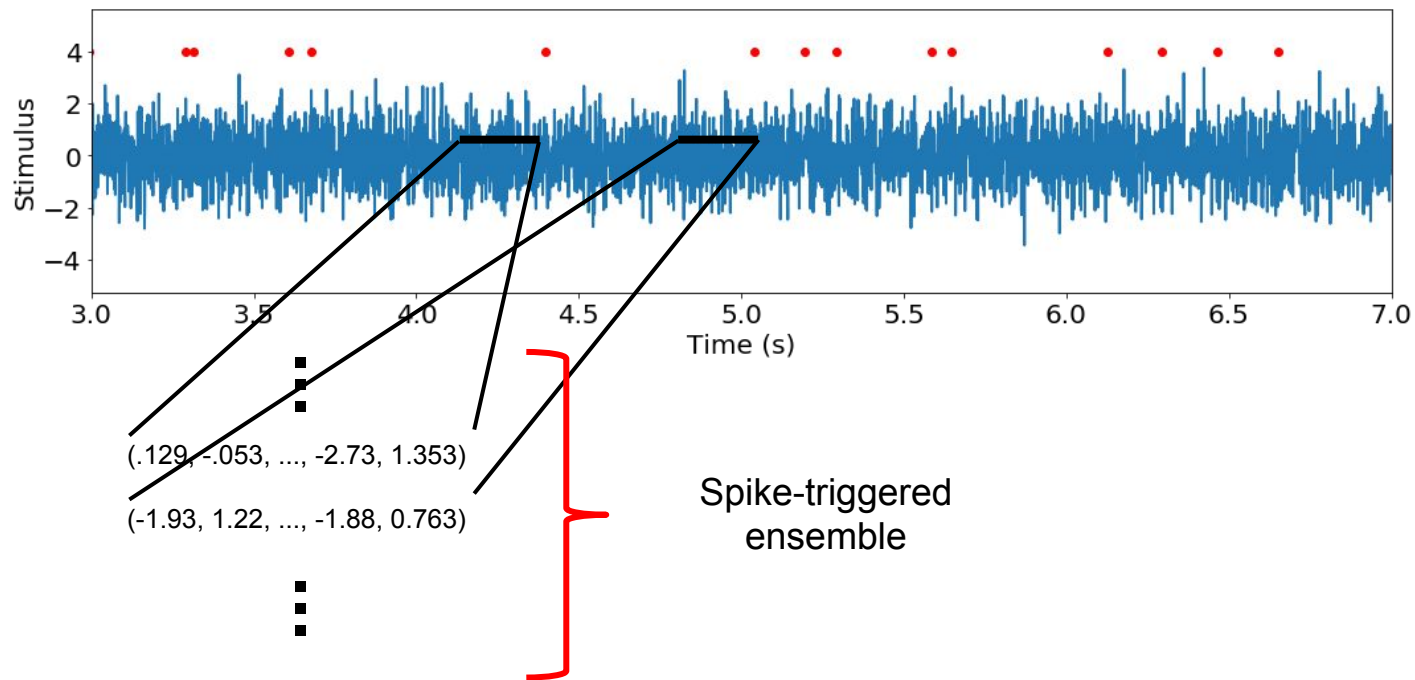 Stimulus
4
2
0
−2
−4
3.0 3.5 4.0 4.5 5.0 5.5 6.0 6.5 7.0
Time (s)
(.129, -.053, ..., -2.73, 1.353)
(-1.93, 1.22, ..., -1.88, 0.763)
Spike-triggered
ensemble